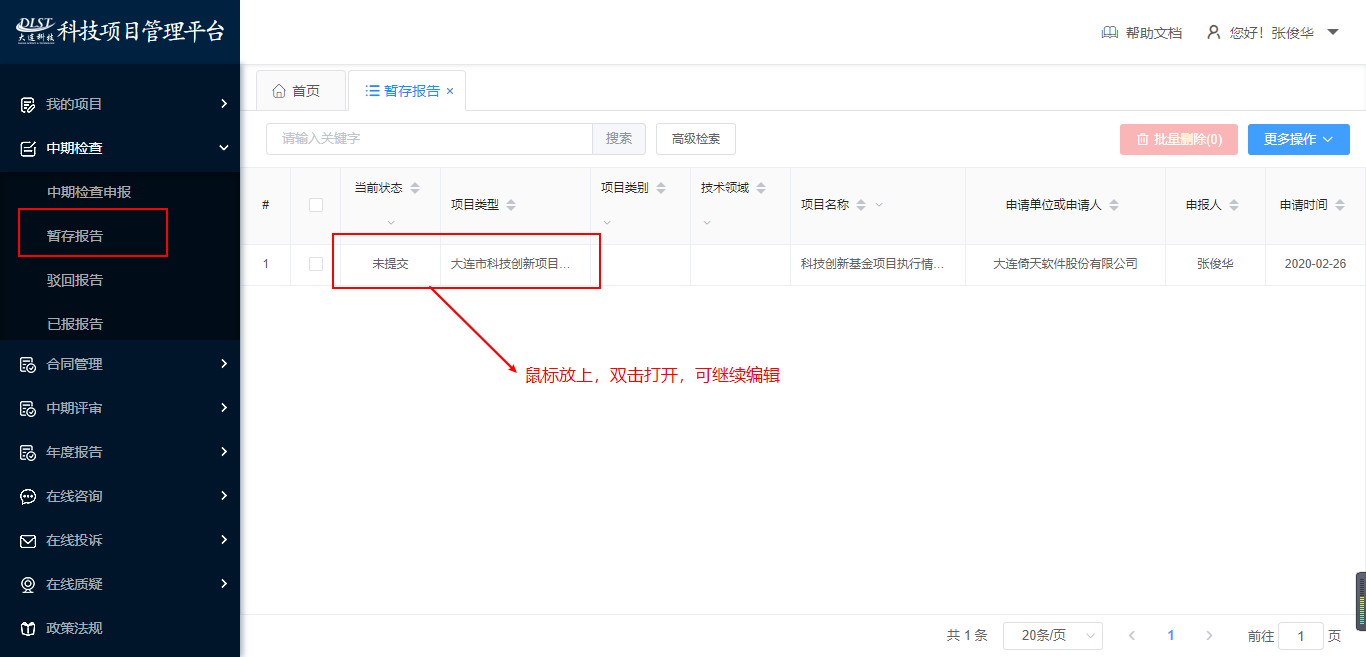 DLST
大连科技
科技项目管理平台
帮助文档
您好！张俊华
我的项目
中期检查
中期检查申报
暂存报告
驳回报告
已报报告
合同管理
中期评审
年度报告
在线咨询
在线投诉
在线质疑
政策法规
首页
暂存报告 ×
请输入关键字
搜索
高级检索
批量删除(0)
更多操作
# 当前状态 项目类型 项目类别 技术领域 项目名称 申请单位或申请人 申报人 申请时间
1 未提交 大连市科技创新项目... 科技创新基金项目执行情... 大连倚天软件股份有限公司 张俊华 2020-02-26
鼠标放上，双击打开，可继续编辑
共 1 条 20条/页 1 前往 1 页